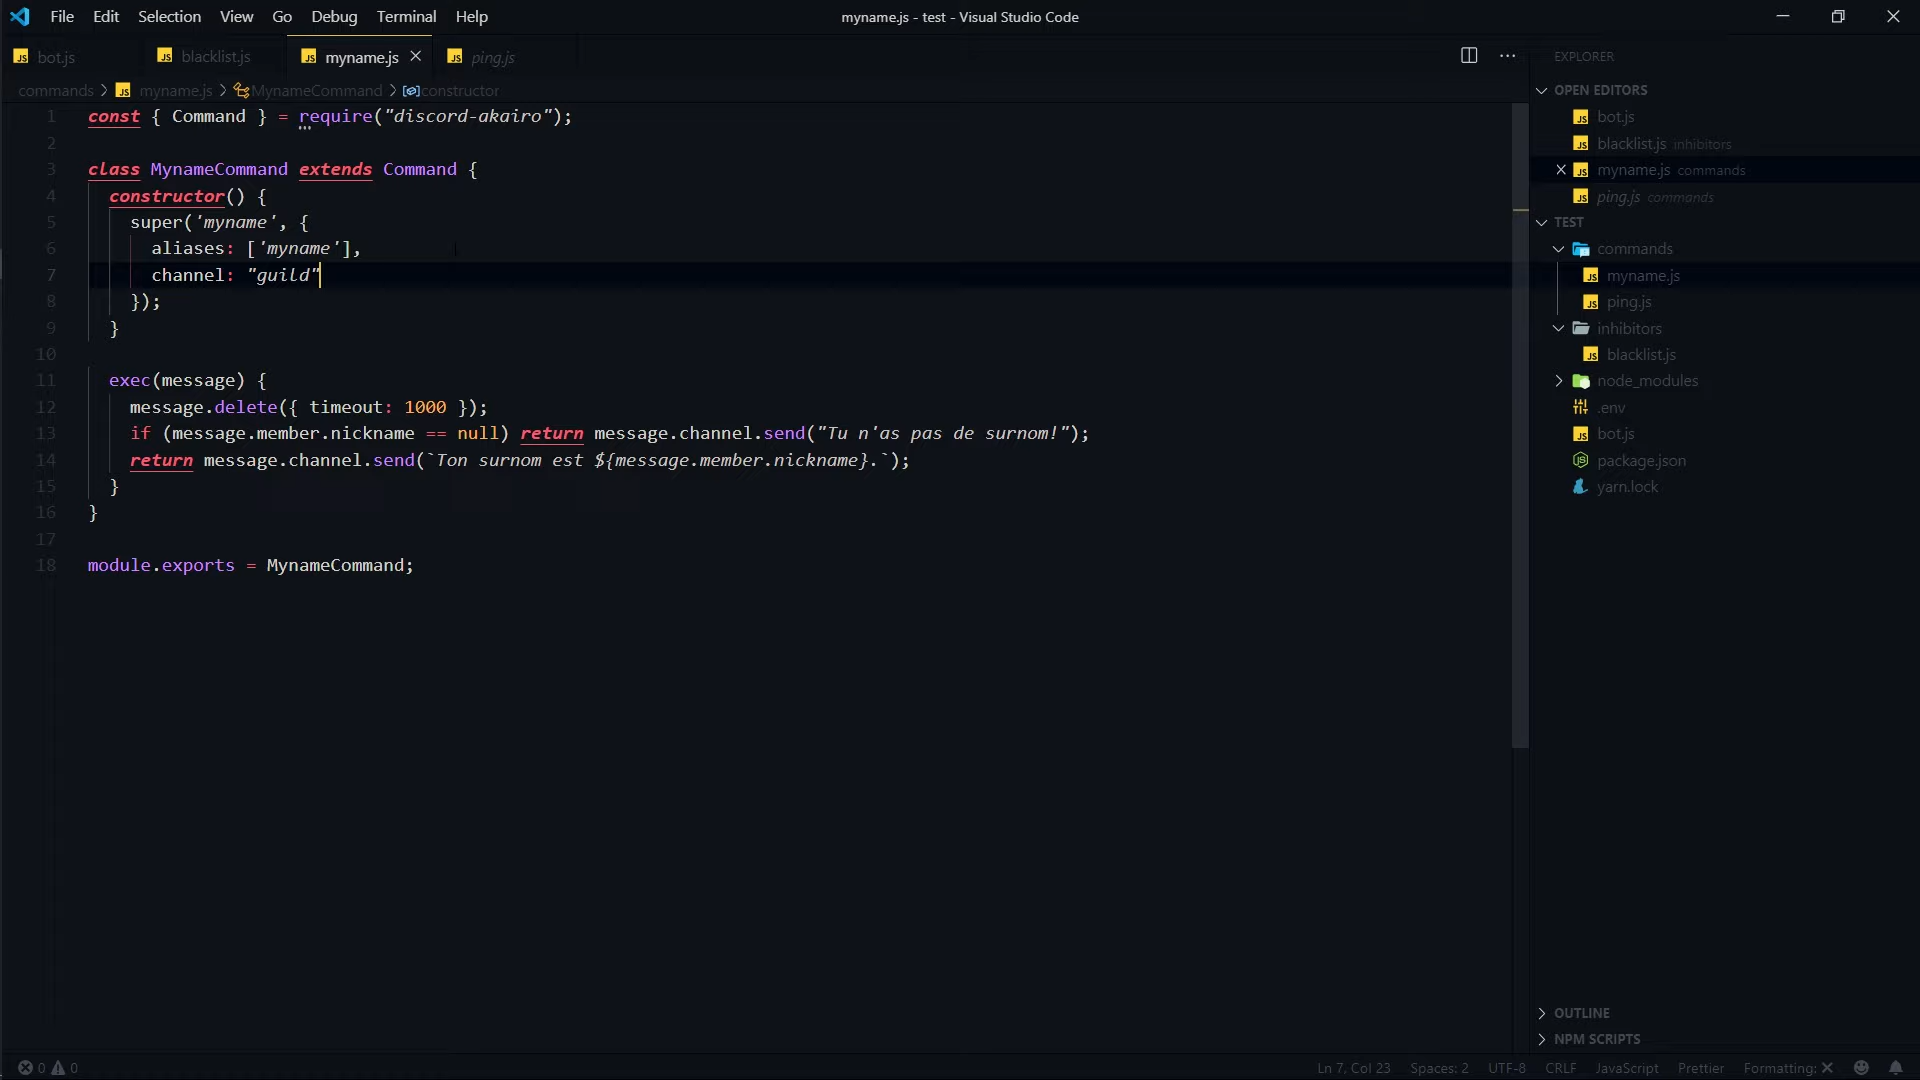 File Edit Selection View Go Debug Terminal Help
myname.js - test - Visual Studio Code
bot.js blacklist.js myname.js ping.js
commands > myname.js > MynameCommand > constructor
1 const { Command } = require("discord-akairo");
2
3 class MynameCommand extends Command {
4 constructor() {
5 super('myname', {
6 aliases: ['myname'],
7 channel: "guild"
8 });
9 }
10
11 exec(message) {
12 message.delete({ timeout: 1000 });
13 if (message.member.nickname == null) return message.channel.send("Tu n'as pas de surnom!");
14 return message.channel.send(`Ton surnom est ${message.member.nickname}.`);
15 }
16 }
17
18 module.exports = MynameCommand;
EXPLORER
OPEN EDITORS
bot.js
blacklist.js inhibitors
myname.js commands
ping.js commands
TEST
commands
myname.js
ping.js
inhibitors
blacklist.js
node_modules
.env
bot.js
package.json
yarn.lock
OUTLINE
NPM SCRIPTS
0 0 Ln 7, Col 23 Spaces: 2 UTF-8 CRLF JavaScript Prettier Formatting: ×